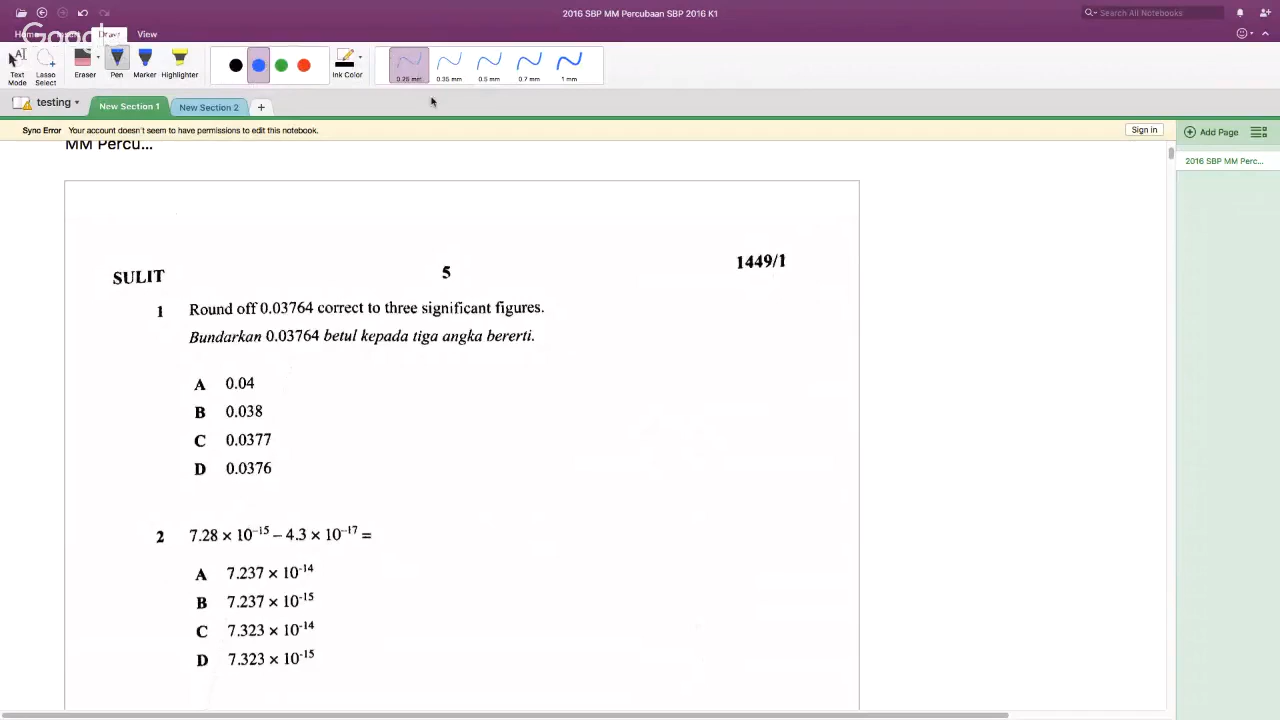 2016 SBP MM Percubaan SBP 2016 K1
Search All Notebooks
Home Insert Draw View
Google
Text Mode
Lasso Select
Eraser
Pen
Marker
Highlighter
Ink Color
0.25 mm
0.35 mm
0.5 mm
0.7 mm
1 mm
testing
New Section 1
New Section 2
+
Sync Error Your account doesn't seem to have permissions to edit this notebook.
Sign in
Add Page
MM Percu...
2016 SBP MM Perc...
SULIT 5 1449/1
1 Round off 0.03764 correct to three significant figures.
Bundarkan 0.03764 betul kepada tiga angka bererti.
A 0.04
B 0.038
C 0.0377
D 0.0376
2 7.28 × 10⁻¹⁵ – 4.3 × 10⁻¹⁷ =
A 7.237 × 10⁻¹⁴
B 7.237 × 10⁻¹⁵
C 7.323 × 10⁻¹⁴
D 7.323 × 10⁻¹⁵